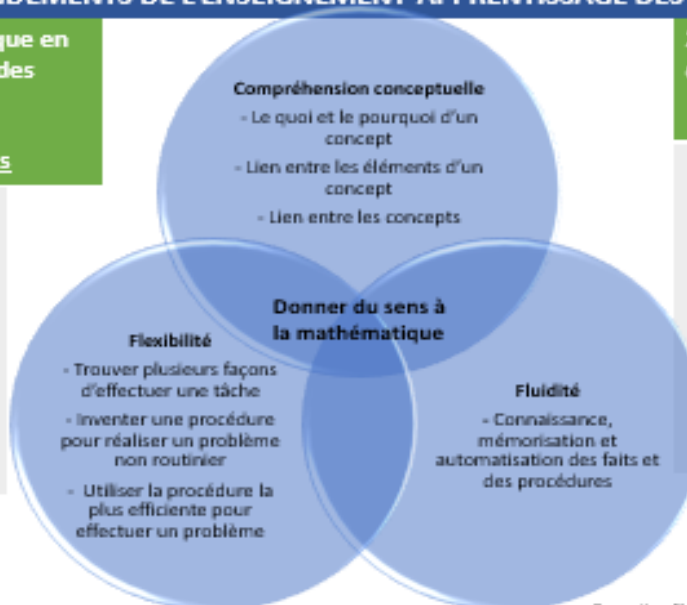 L'ENSEIGNEMENT-APPRENTISSAGE DES
que en
des
s
Compréhension conceptuelle
- Le quoi et le pourquoi d'un
concept
- Lien entre les éléments d'un
concept
- Lien entre les concepts
Donner du sens à
la mathématique
Flexibilité
- Trouver plusieurs façons
d'effectuer une tâche
- Inventer une procédure
pour réaliser un problème
non routinier
- Utiliser la procédure la
plus efficiente pour
effectuer un problème
Fluidité
- Connaissance,
mémorisation et
automatisation des faits et
des procédures